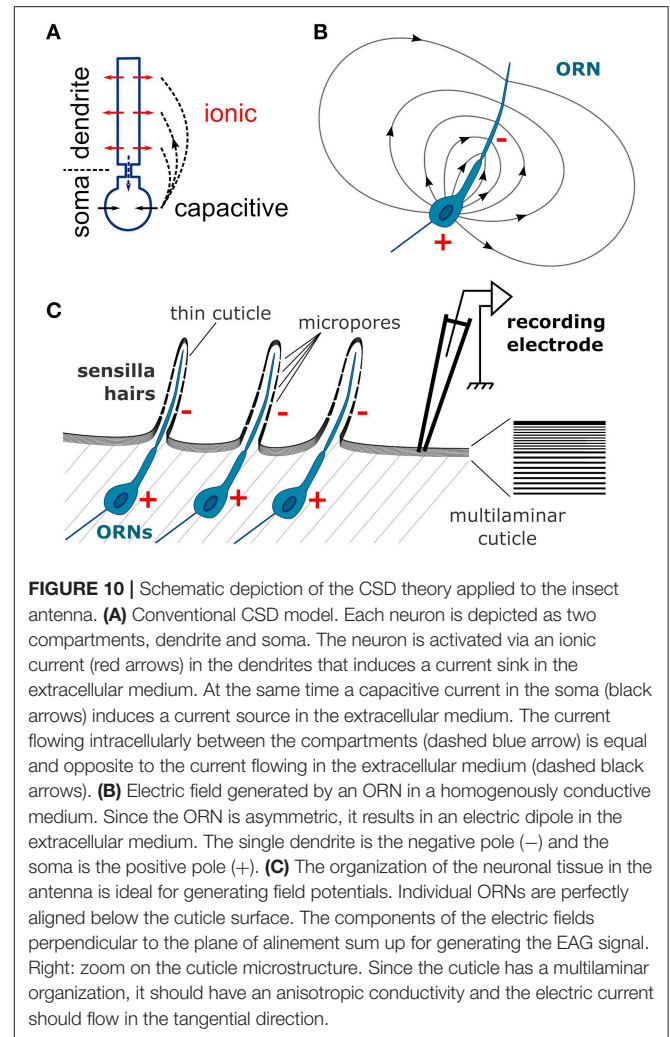 A
dendrite
soma
ionic
capacitive
B
ORN
-
+
C
thin cuticle
micropores
sensilla
hairs
recording
electrode
- - -
+ + +
ORNs
multilaminar
cuticle
FIGURE 10 | Schematic depiction of the CSD theory applied to the insect
antenna. (A) Conventional CSD model. Each neuron is depicted as two
compartments, dendrite and soma. The neuron is activated via an ionic
current (red arrows) in the dendrites that induces a current sink in the
extracellular medium. At the same time a capacitive current in the soma (black
arrows) induces a current source in the extracellular medium. The current
flowing intracellularly between the compartments (dashed blue arrow) is equal
and opposite to the current flowing in the extracellular medium (dashed black
arrows). (B) Electric field generated by an ORN in a homogenously conductive
medium. Since the ORN is asymmetric, it results in an electric dipole in the
extracellular medium. The single dendrite is the negative pole (−) and the
soma is the positive pole (+). (C) The organization of the neuronal tissue in the
antenna is ideal for generating field potentials. Individual ORNs are perfectly
aligned below the cuticle surface. The components of the electric fields
perpendicular to the plane of alinement sum up for generating the EAG signal.
Right: zoom on the cuticle microstructure. Since the cuticle has a multilaminar
organization, it should have an anisotropic conductivity and the electric current
should flow in the tangential direction.